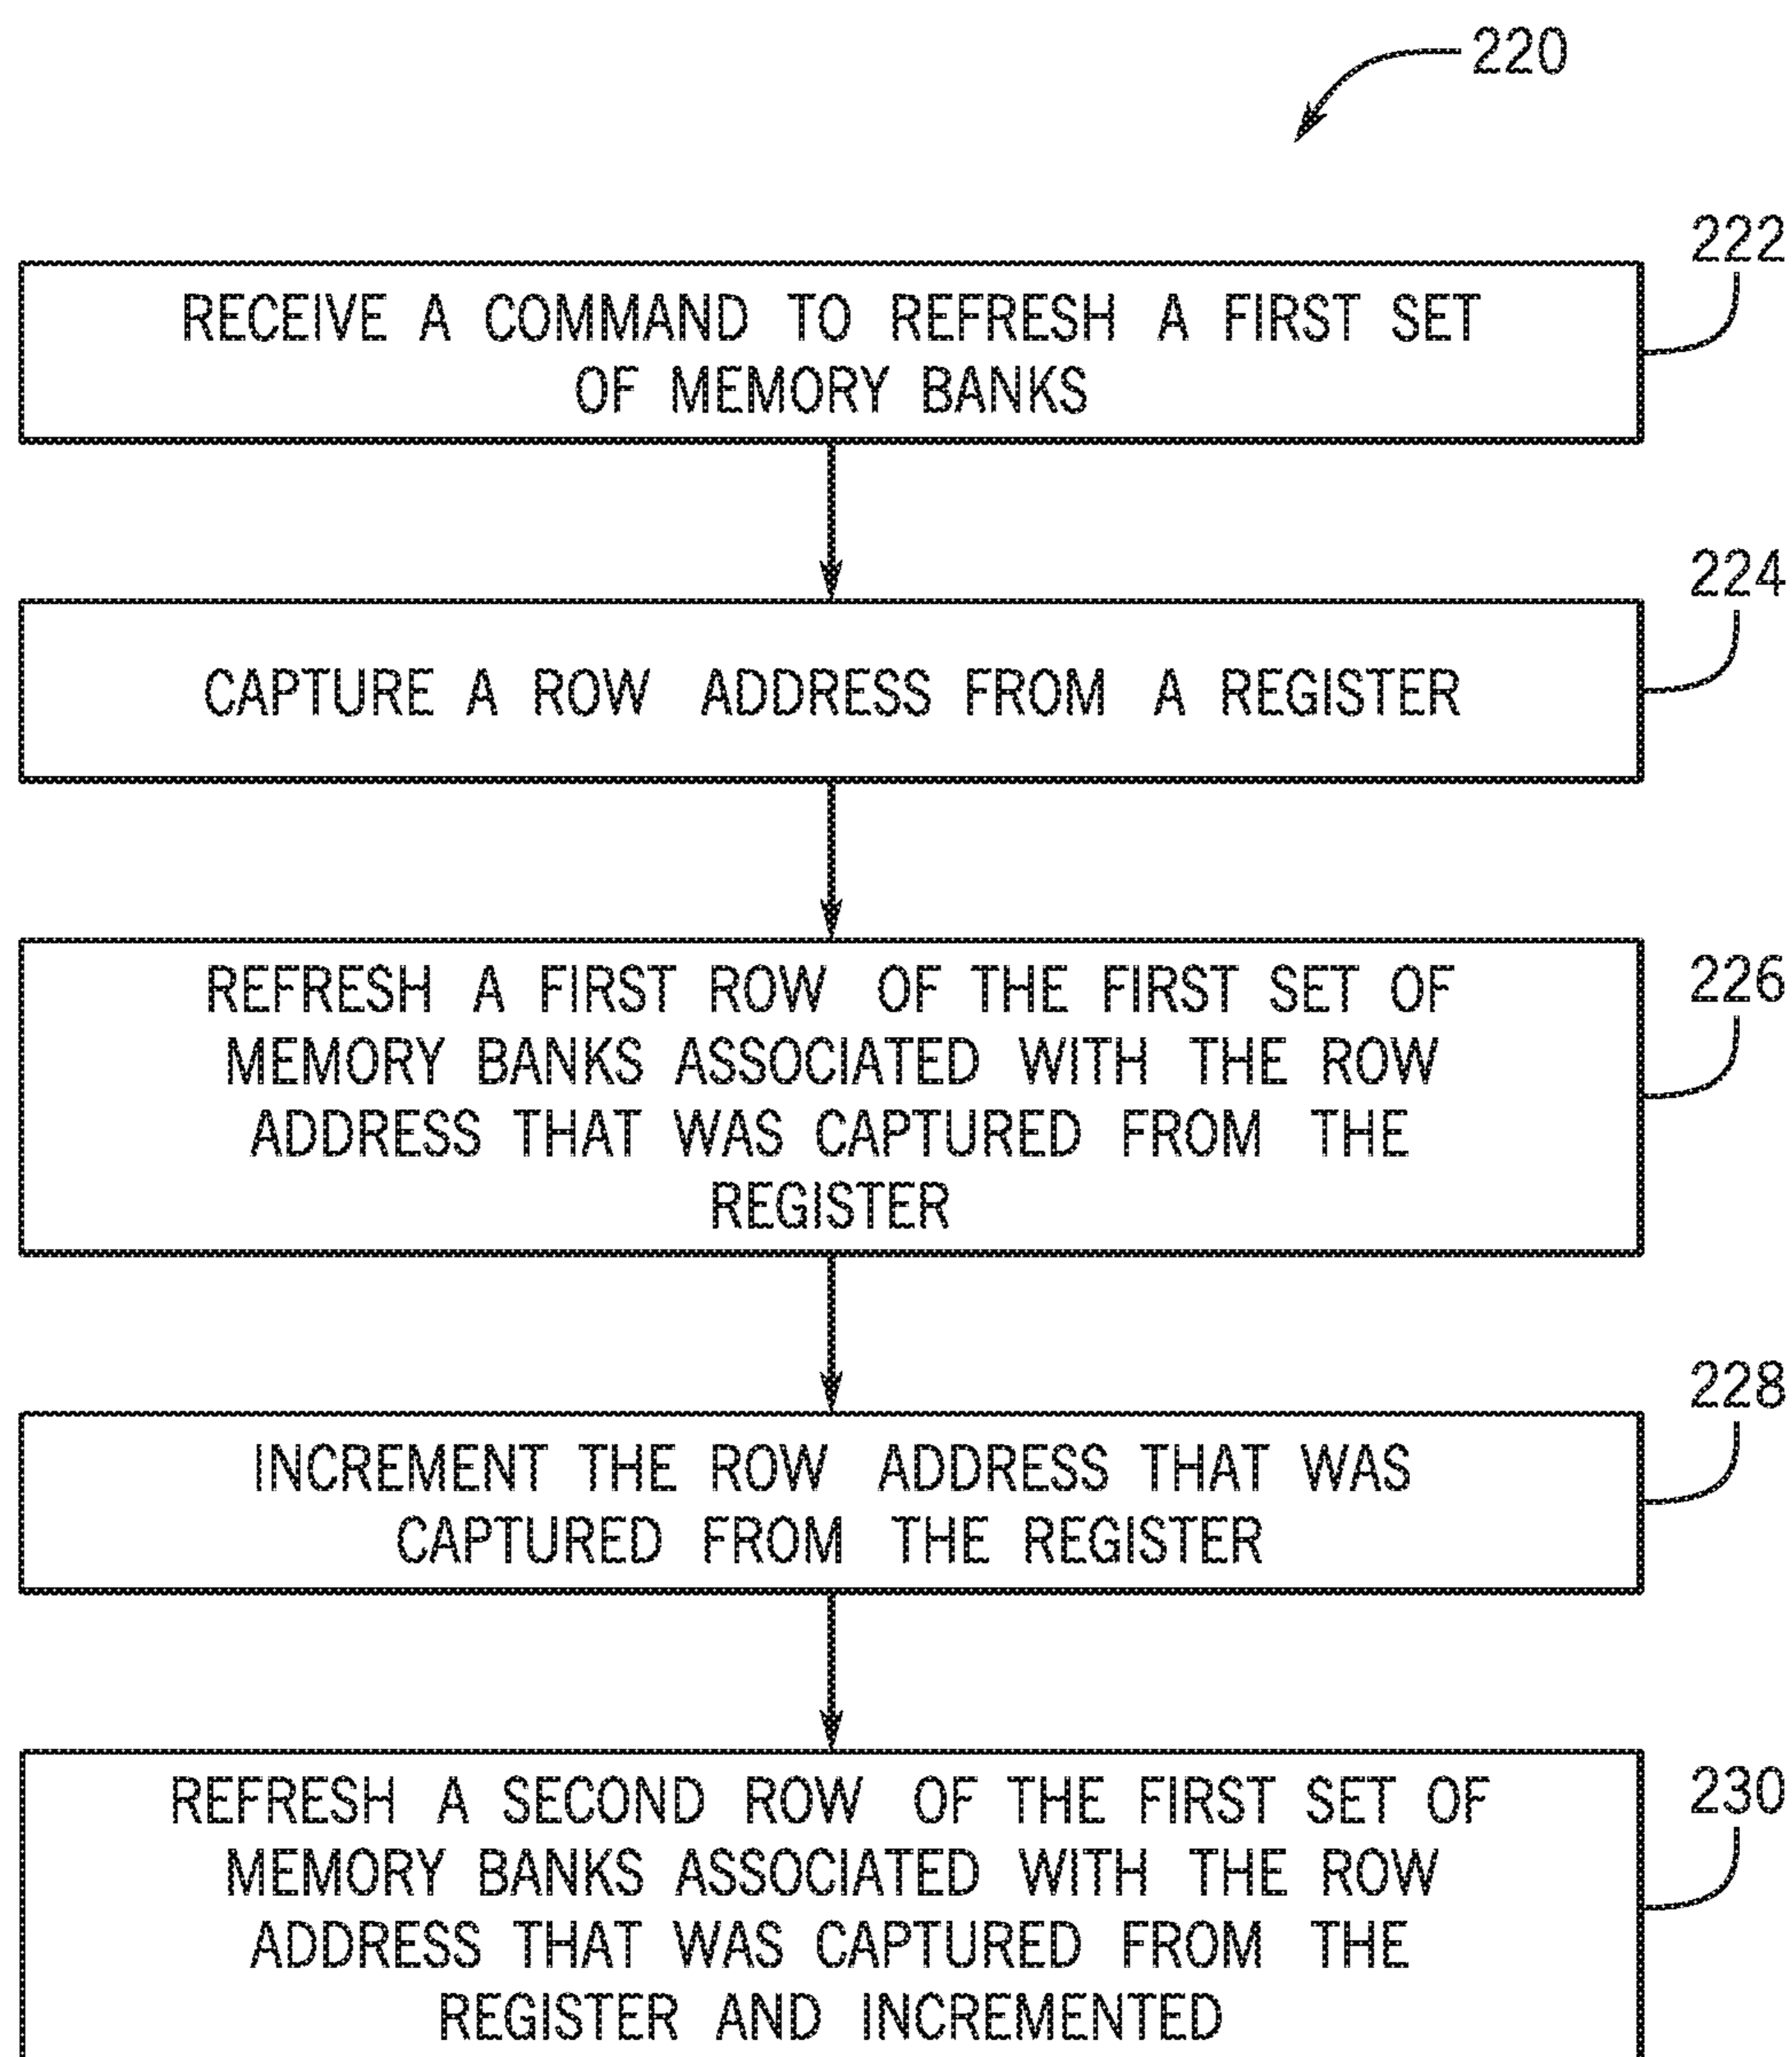 220
222
RECEIVE A COMMAND TO REFRESH A FIRST SET
OF MEMORY BANKS
224
CAPTURE A ROW ADDRESS FROM A REGISTER
226
REFRESH A FIRST ROW OF THE FIRST SET OF
MEMORY BANKS ASSOCIATED WITH THE ROW
ADDRESS THAT WAS CAPTURED FROM THE
REGISTER
228
INCREMENT THE ROW ADDRESS THAT WAS
CAPTURED FROM THE REGISTER
230
REFRESH A SECOND ROW OF THE FIRST SET OF
MEMORY BANKS ASSOCIATED WITH THE ROW
ADDRESS THAT WAS CAPTURED FROM THE
REGISTER AND INCREMENTED